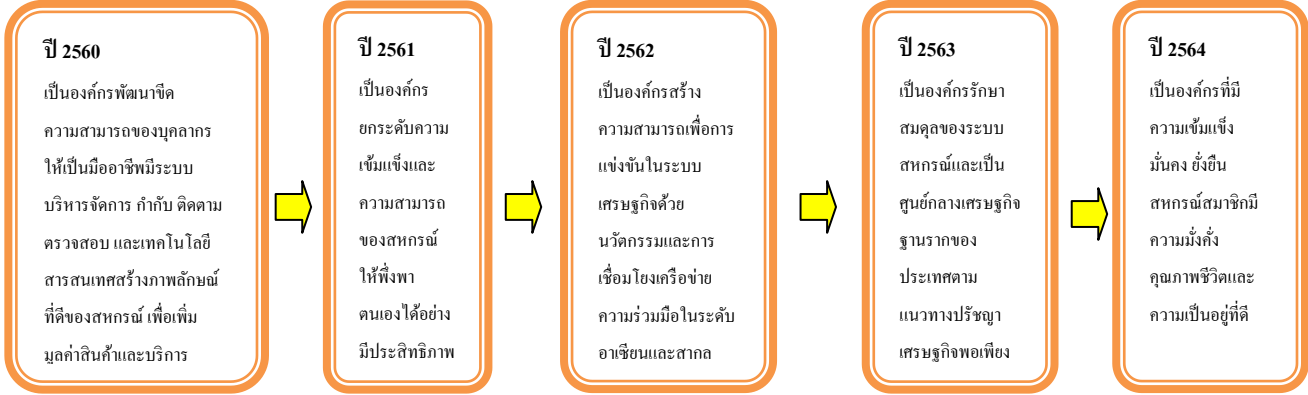 ปี 2560
เป็นองค์กรพัฒนาขีด
ความสามารถของบุคลากร
ให้เป็นมืออาชีพมีระบบ
บริหารจัดการ กำกับ ติดตาม
ตรวจสอบ และเทคโนโลยี
สารสนเทศสร้างภาพลักษณ์
ที่ดีของสหกรณ์ เพื่อเพิ่ม
มูลค่าสินค้าและบริการ
ปี 2561
เป็นองค์กร
ยกระดับความ
เข้มแข็งและ
ความสามารถ
ของสหกรณ์
ให้พึ่งพา
ตนเองได้อย่าง
มีประสิทธิภาพ
ปี 2562
เป็นองค์กรสร้าง
ความสามารถเพื่อการ
แข่งขันในระบบ
เศรษฐกิจด้วย
นวัตกรรมและการ
เชื่อมโยงเครือข่าย
ความร่วมมือในระดับ
อาเซียนและสากล
ปี 2563
เป็นองค์กรรักษา
สมดุลของระบบ
สหกรณ์และเป็น
ศูนย์กลางเศรษฐกิจ
ฐานรากของ
ประเทศตาม
แนวทางปรัชญา
เศรษฐกิจพอเพียง
ปี 2564
เป็นองค์กรที่มี
ความเข้มแข็ง
มั่นคง ยั่งยืน
สหกรณ์สมาชิกมี
ความมั่งคั่ง
คุณภาพชีวิตและ
ความเป็นอยู่ที่ดี